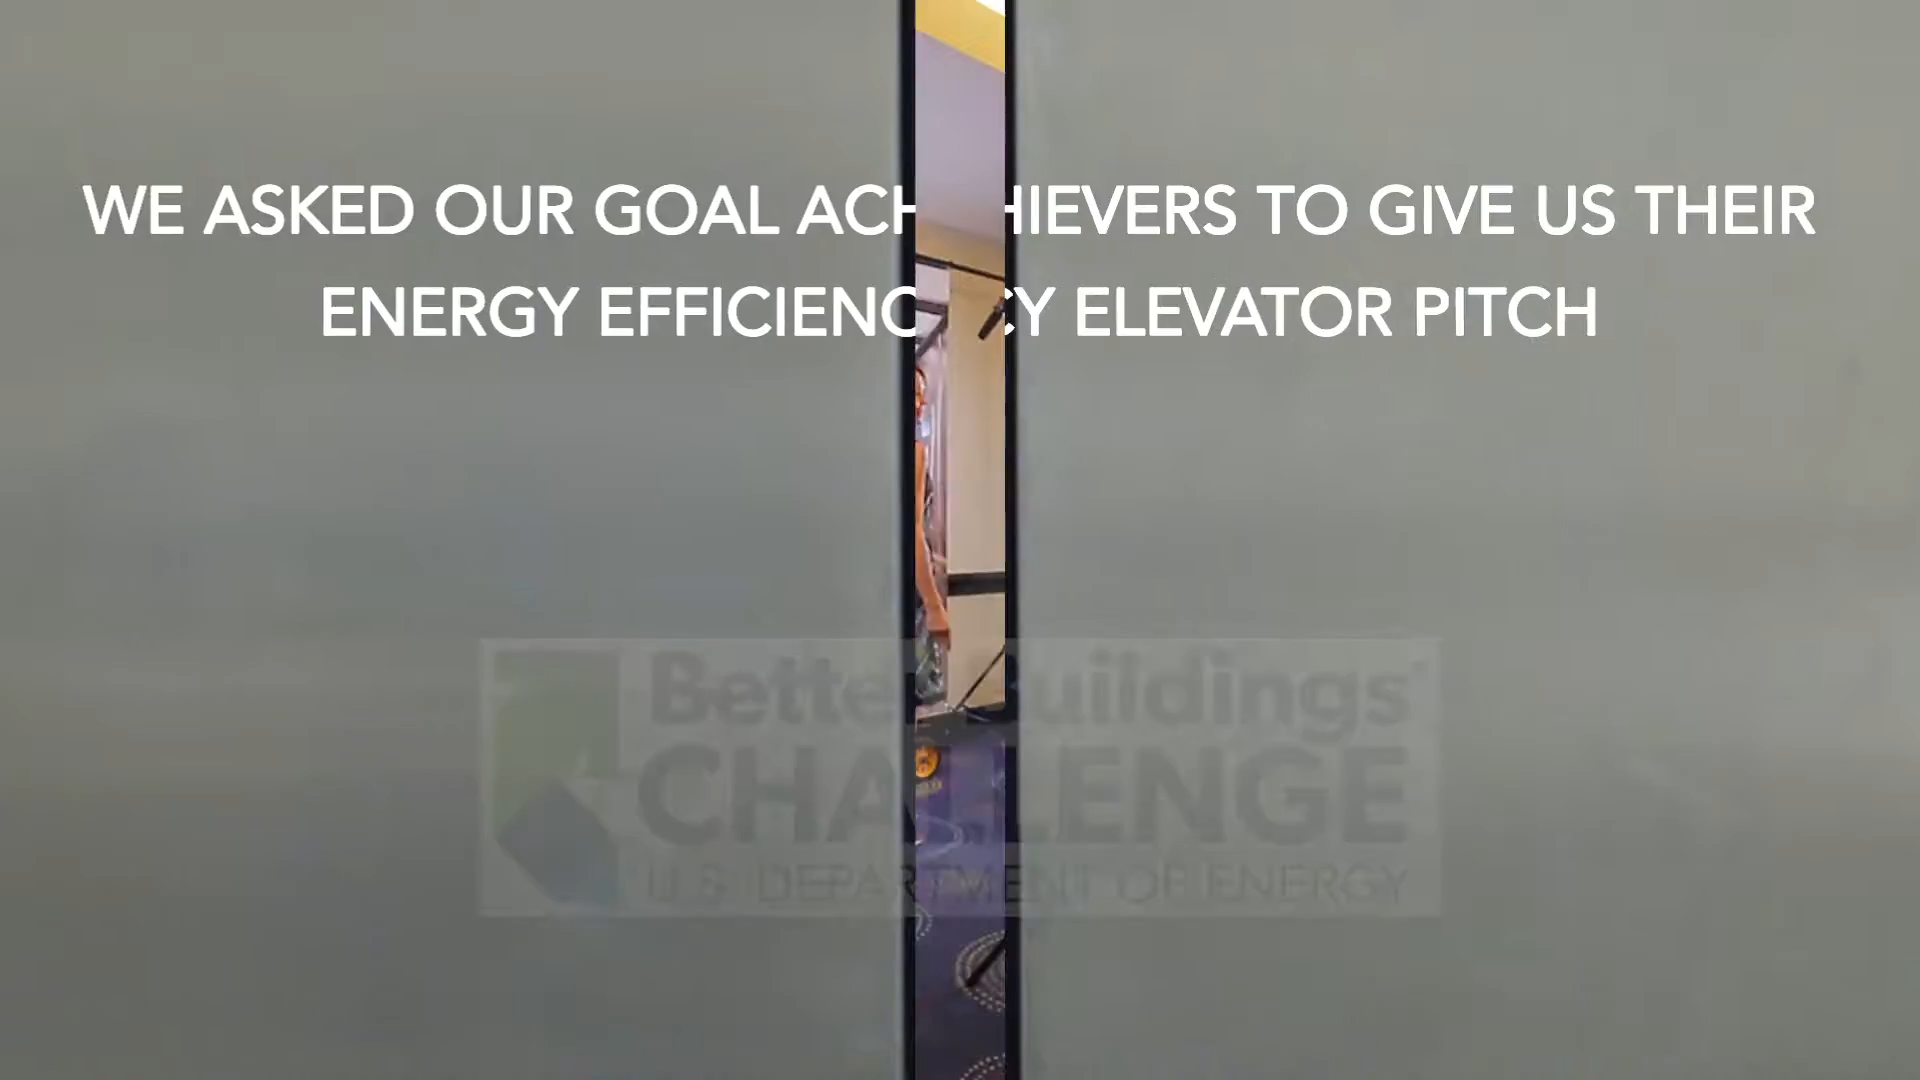 WE ASKED OUR GOAL ACHHIEVERS TO GIVE US THEIR
ENERGY EFFICIENCCY ELEVATOR PITCH
Better Buildings
CHALLENGE
U.S. DEPARTMENT OF ENERGY